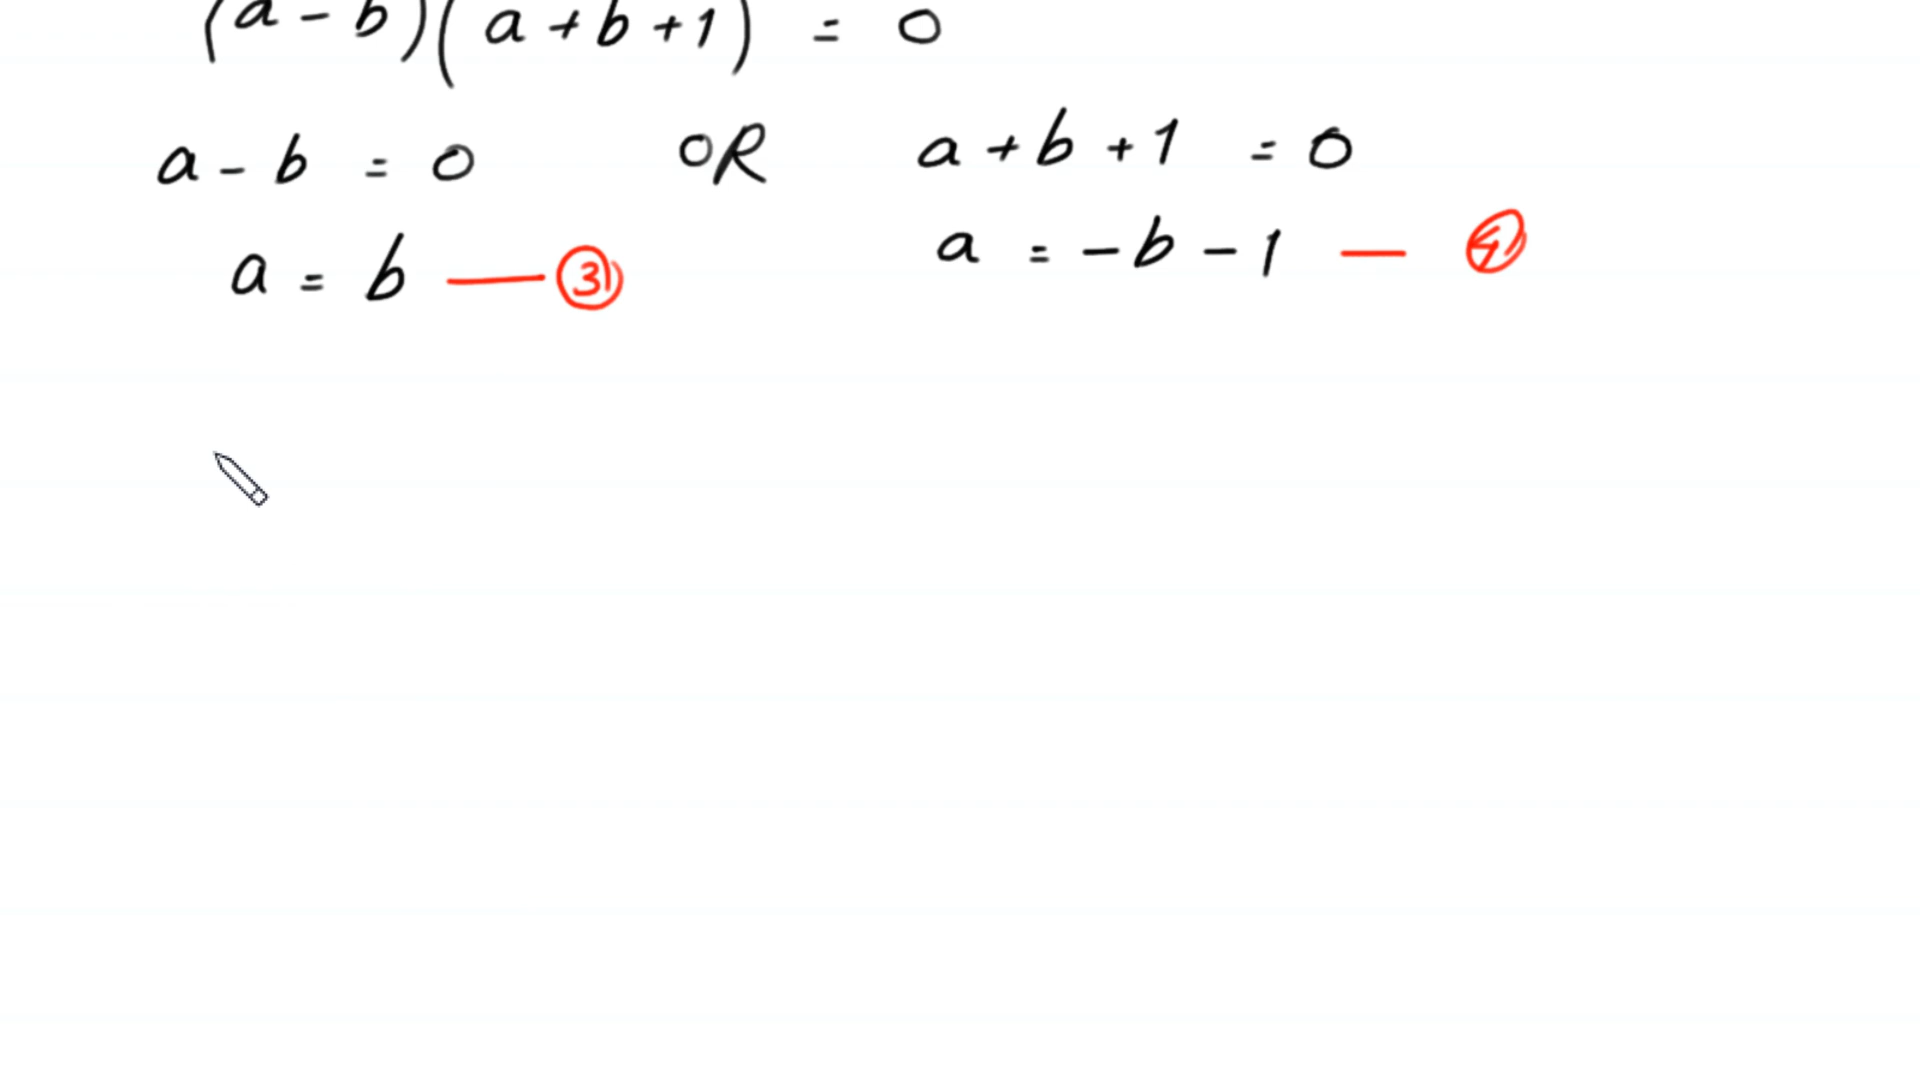 (a - b)(a + b + 1) = 0
a - b = 0 OR a + b + 1 = 0
a = b — ③ a = - b - 1 — ④